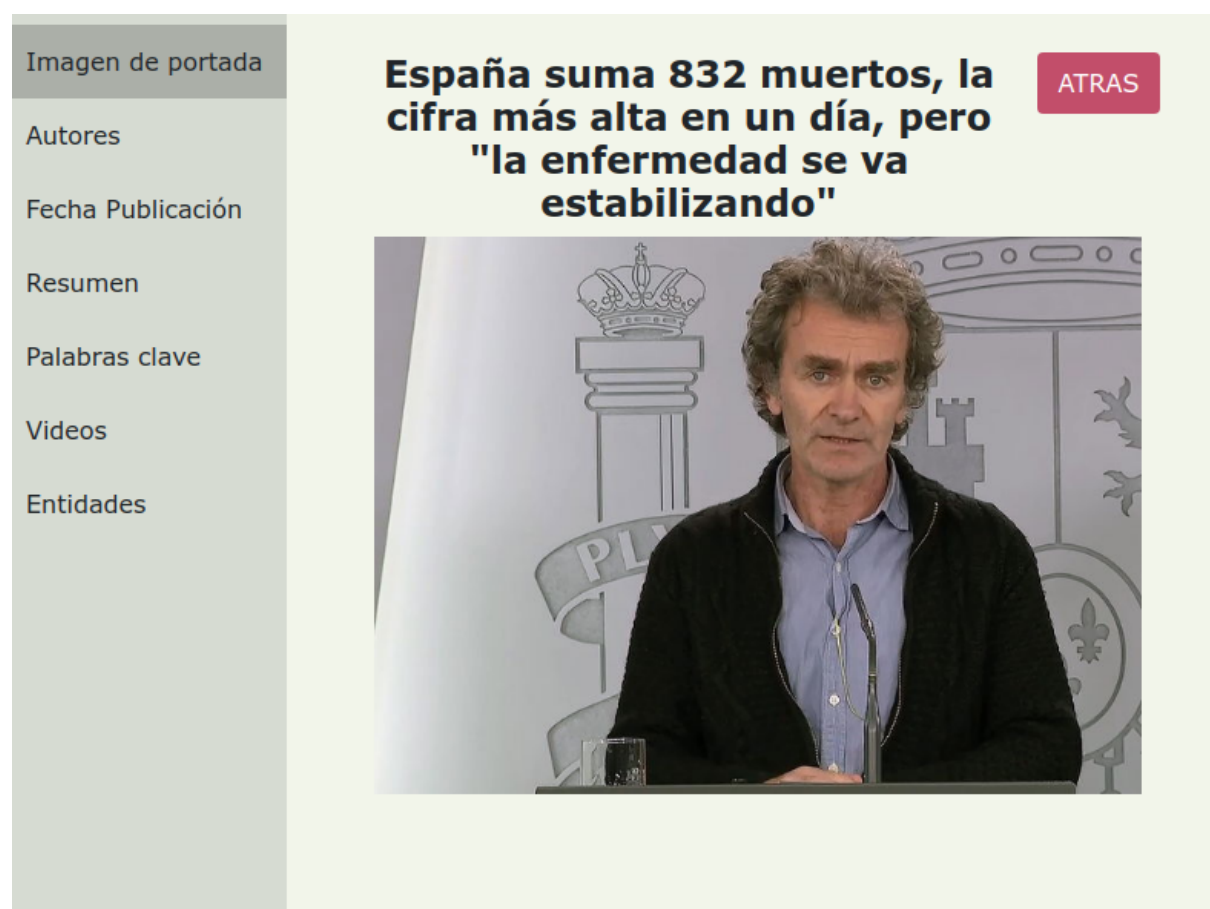 Imagen de portada
Autores
Fecha Publicación
Resumen
Palabras clave
Videos
Entidades
España suma 832 muertos, la
cifra más alta en un día, pero
"la enfermedad se va
estabilizando"
ATRAS